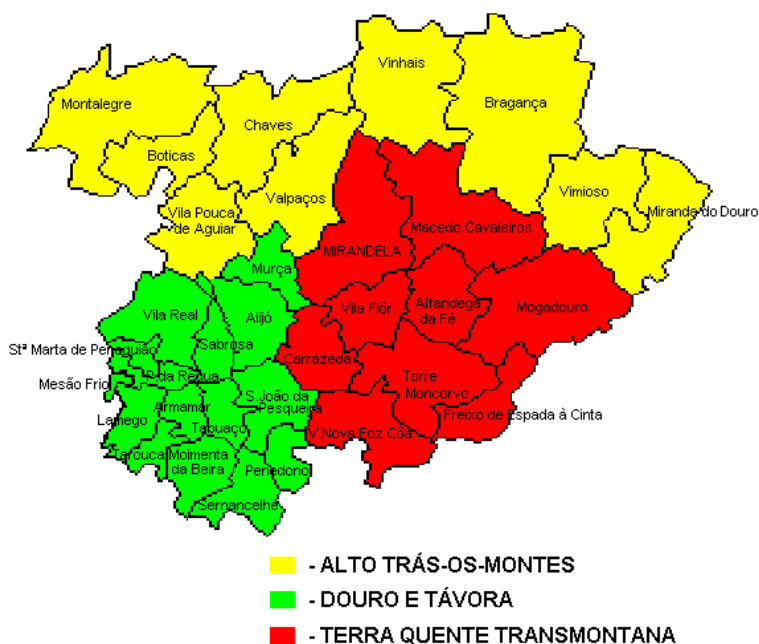 Vinhais
Montalegre
Bragança
Chaves
Boticas
Valpaços
Vimioso
Vila Pouca
de Aguiar
Miranda do Douro
Macedo Cavaleiros
MIRANDELA
Murça
Vila Real
Alijó
Vila Flôr
Alfandega
da Fé
Mogadouro
Stª Marta de Penaguião
Sabrosa
Carrazeda
Mesão Frio
P.da Régua
Torre
Moncorvo
S.João da
Pesqueira
Armamar
Lamego
Tabuaço
Freixo de Espada à Cinta
V.Nova Foz Côa
Tarouca
Moimenta
da Beira
Penedono
Sernancelhe
- ALTO TRÁS-OS-MONTES
- DOURO E TÁVORA
- TERRA QUENTE TRANSMONTANA